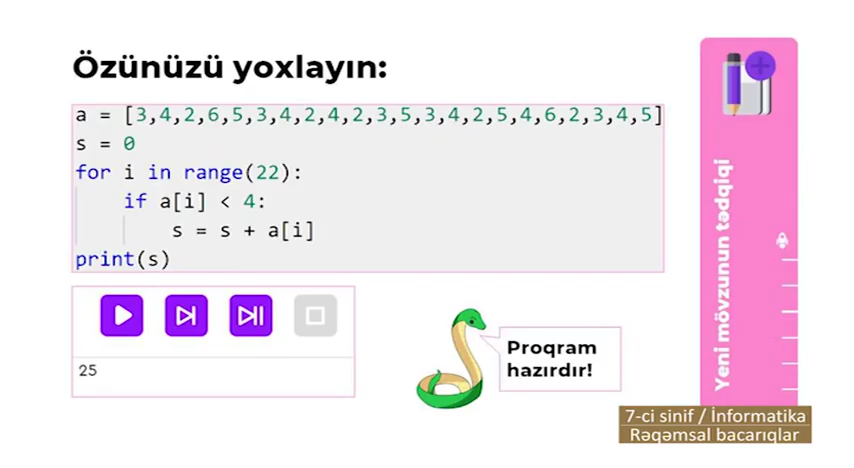 Özünüzü yoxlayın:
a = [3,4,2,6,5,3,4,2,4,2,3,5,3,4,2,5,4,6,2,3,4,5]
s = 0
for i in range(22):
if a[i] < 4:
s = s + a[i]
print(s)
25
Proqram
hazırdır!
Yeni mövzunun tədqiqi
7-ci sinif / İnformatika
Rəqəmsal bacarıqlar